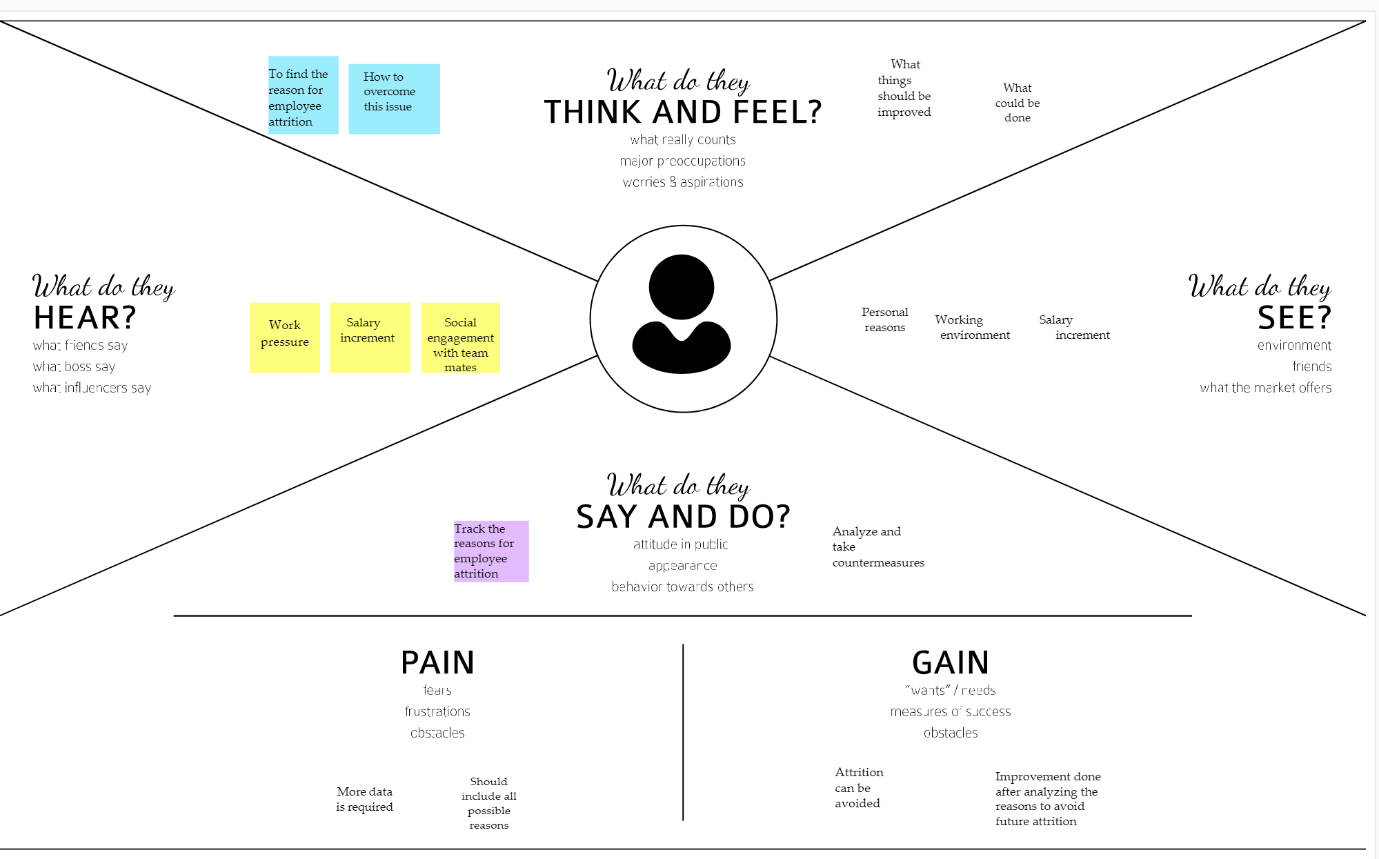 To find the
reason for
employee
attrition
How to
overcome
this issue
What do they
THINK AND FEEL?
what really counts
major preoccupations
worries & aspirations
What
things
should be
improved
What
could be
done
What do they
HEAR?
what friends say
what boss say
what influencers say
Work
pressure
Salary
increment
Social
engagement
with team
mates
Personal
reasons
Working
environment
Salary
increment
What do they
SEE?
environment
friends
what the market offers
What do they
SAY AND DO?
attitude in public
appearance
behavior towards others
Track the
reasons for
employee
attrition
Analyze and
take
countermeasures
PAIN
fears
frustrations
obstacles
More data
is required
Should
include all
possible
reasons
GAIN
"wants" / needs
measures of success
obstacles
Attrition
can be
avoided
Improvement done
after analyzing the
reasons to avoid
future attrition